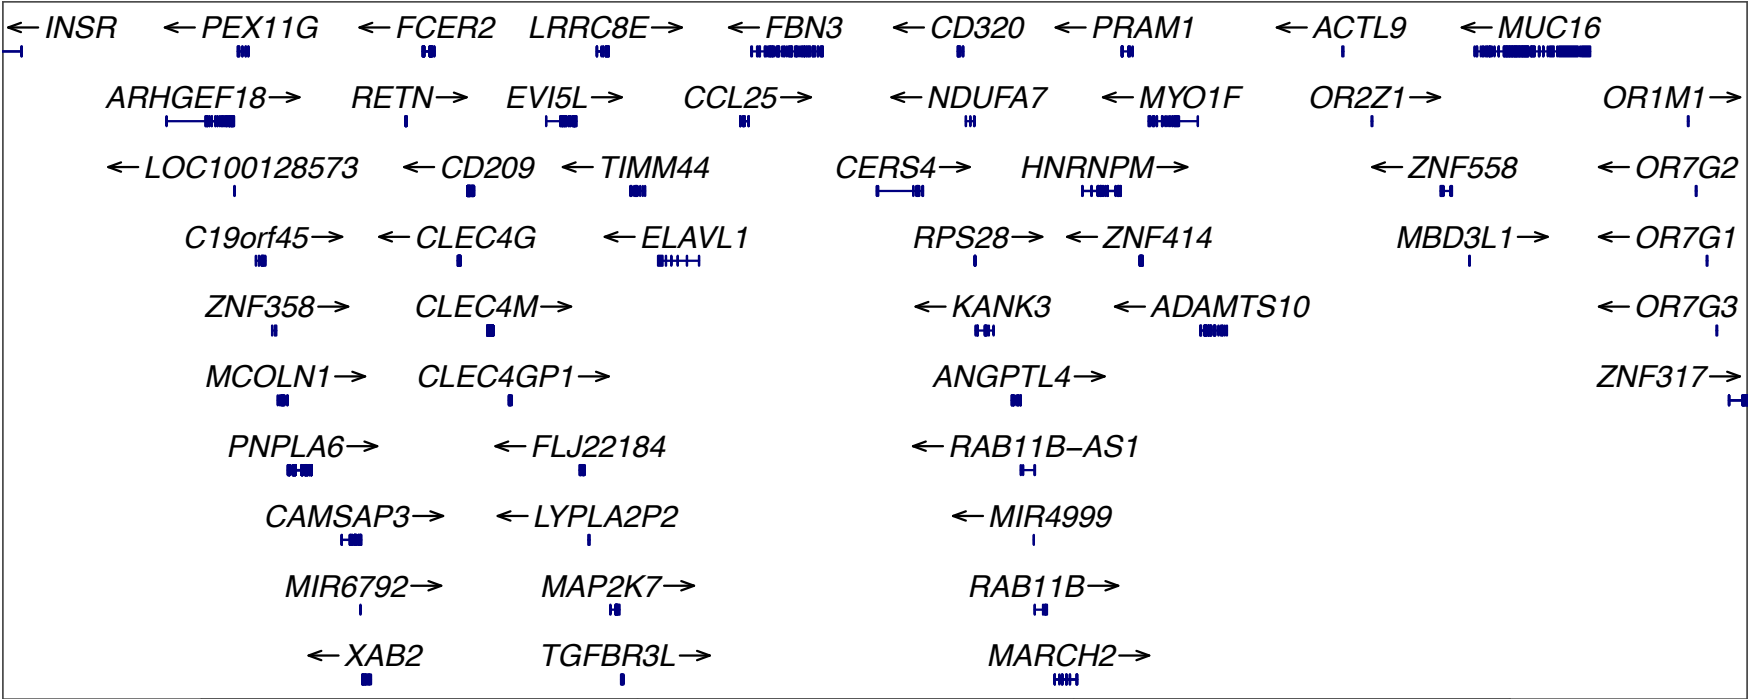 ← INSR ← PEX11G ← FCER2 LRRC8E → ← FBN3 ← CD320 ← PRAM1 ← ACTL9 ← MUC16
ARHGEF18 → RETN → EVI5L → CCL25 → ← NDUFA7 ← MYO1F OR2Z1 → OR1M1 →
← LOC100128573 ← CD209 ← TIMM44 CERS4 → HNRNPM → ← ZNF558 ← OR7G2
C19orf45 → ← CLEC4G ← ELAVL1 RPS28 → ← ZNF414 MBD3L1 → ← OR7G1
ZNF358 → CLEC4M → ← KANK3 ← ADAMTS10 ← OR7G3
MCOLN1 → CLEC4GP1 → ANGPTL4 → ZNF317 →
PNPLA6 → ← FLJ22184 ← RAB11B−AS1
CAMSAP3 → ← LYPLA2P2 ← MIR4999
MIR6792 → MAP2K7 → RAB11B →
← XAB2 TGFBR3L → MARCH2 →